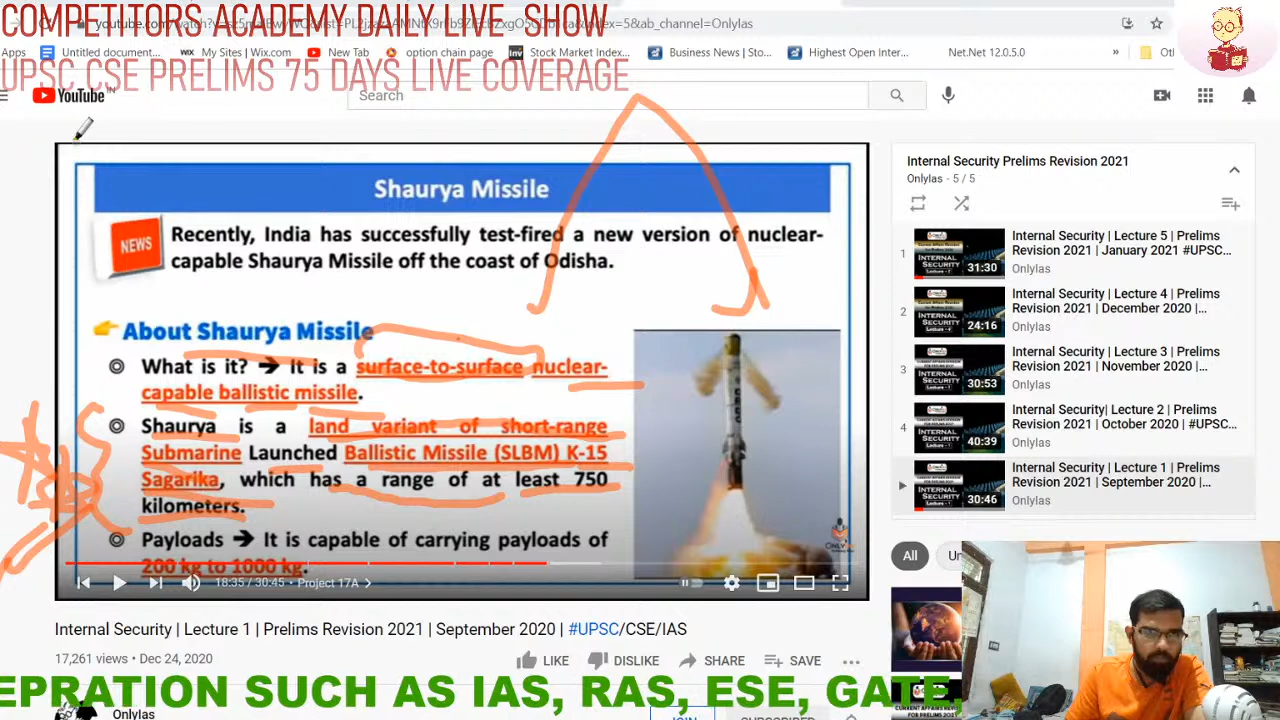 COMPETITORS ACADEMY DAILY LIVE-SHOW
UPSC CSE PRELIMS 75 DAYS LIVE COVERAGE
Apps
Untitled document...
WIX My Sites | Wix.com
New Tab
option chain page
Inv Stock Market Index...
Business News | Sto...
Highest Open Inter...
Net.Net 12.0.5.0
»
YouTube IN
Search
Shaurya Missile
NEWS
Recently, India has successfully test-fired a new version of nuclear-
capable Shaurya Missile off the coast of Odisha.
About Shaurya Missile
What is it? → It is a surface-to-surface nuclear-
capable ballistic missile.
Shaurya is a land variant of short-range
Submarine Launched Ballistic Missile (SLBM) K-15
Sagarika, which has a range of at least 750
kilometers.
Payloads → It is capable of carrying payloads of
200 kg to 1000 kg.
18:35 / 30:45 • Project 17A
Internal Security | Lecture 1 | Prelims Revision 2021 | September 2020 | #UPSC/CSE/IAS
17,261 views • Dec 24, 2020
LIKE
DISLIKE
SHARE
SAVE
...
Onlylas
JOIN
SUBSCRIBED
Internal Security Prelims Revision 2021
Onlylas - 5 / 5
1
31:30
Internal Security | Lecture 5 | Prelims
Revision 2021 | January 2021 #UPSC...
Onlylas
2
24:16
Internal Security | Lecture 4 | Prelims
Revision 2021 | December 2020 |...
Onlylas
3
30:53
Internal Security | Lecture 3 | Prelims
Revision 2021 | November 2020 |...
Onlylas
4
40:39
Internal Security | Lecture 2 | Prelims
Revision 2021 | October 2020 | #UPSC...
Onlylas
30:46
Internal Security | Lecture 1 | Prelims
Revision 2021 | September 2020 |...
Onlylas
All
EPRATION SUCH AS IAS, RAS, ESE, GATE,